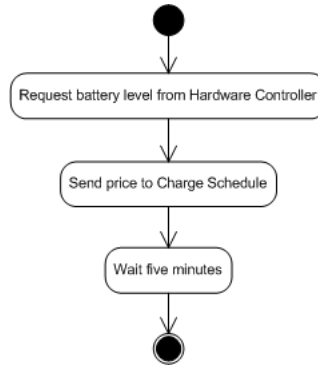 Request battery level from Hardware Controller
Send price to Charge Schedule
Wait five minutes